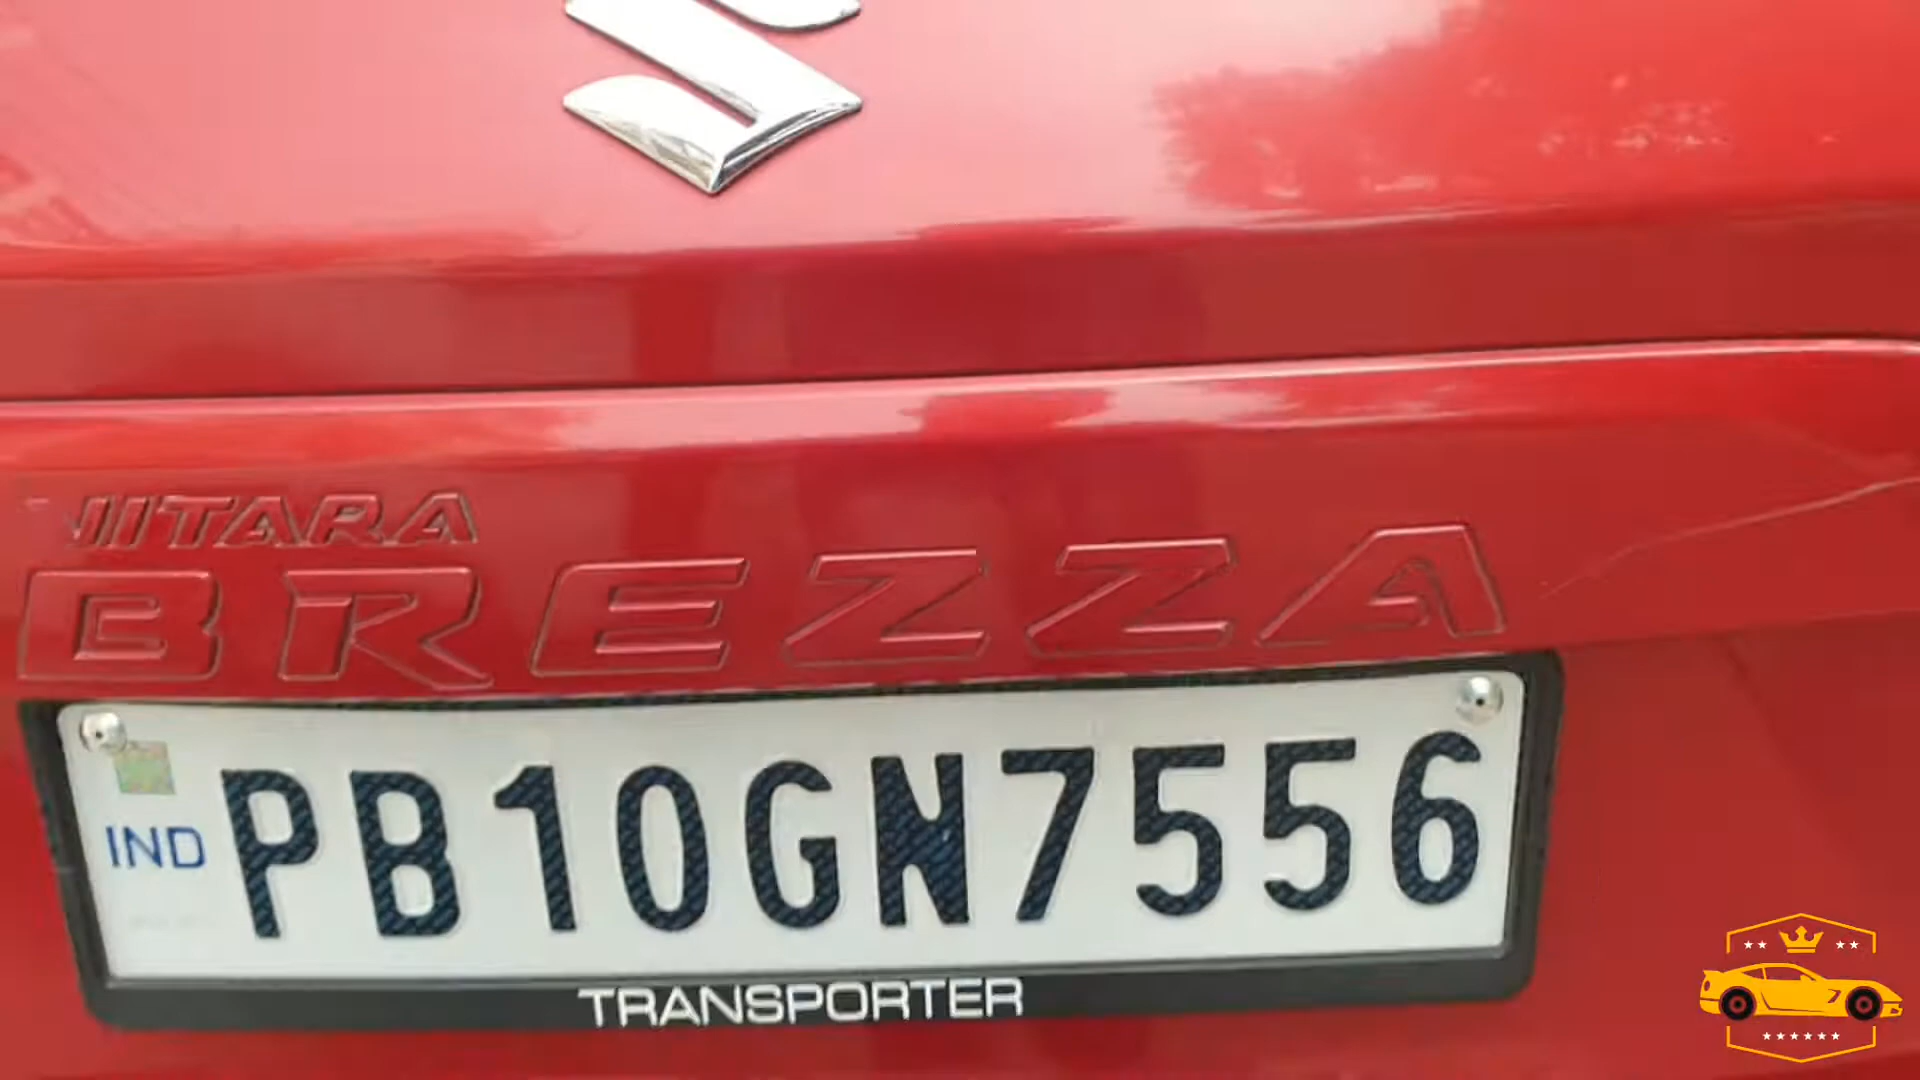 VITARA
BREZZA
IND
PB10GN7556
TRANSPORTER